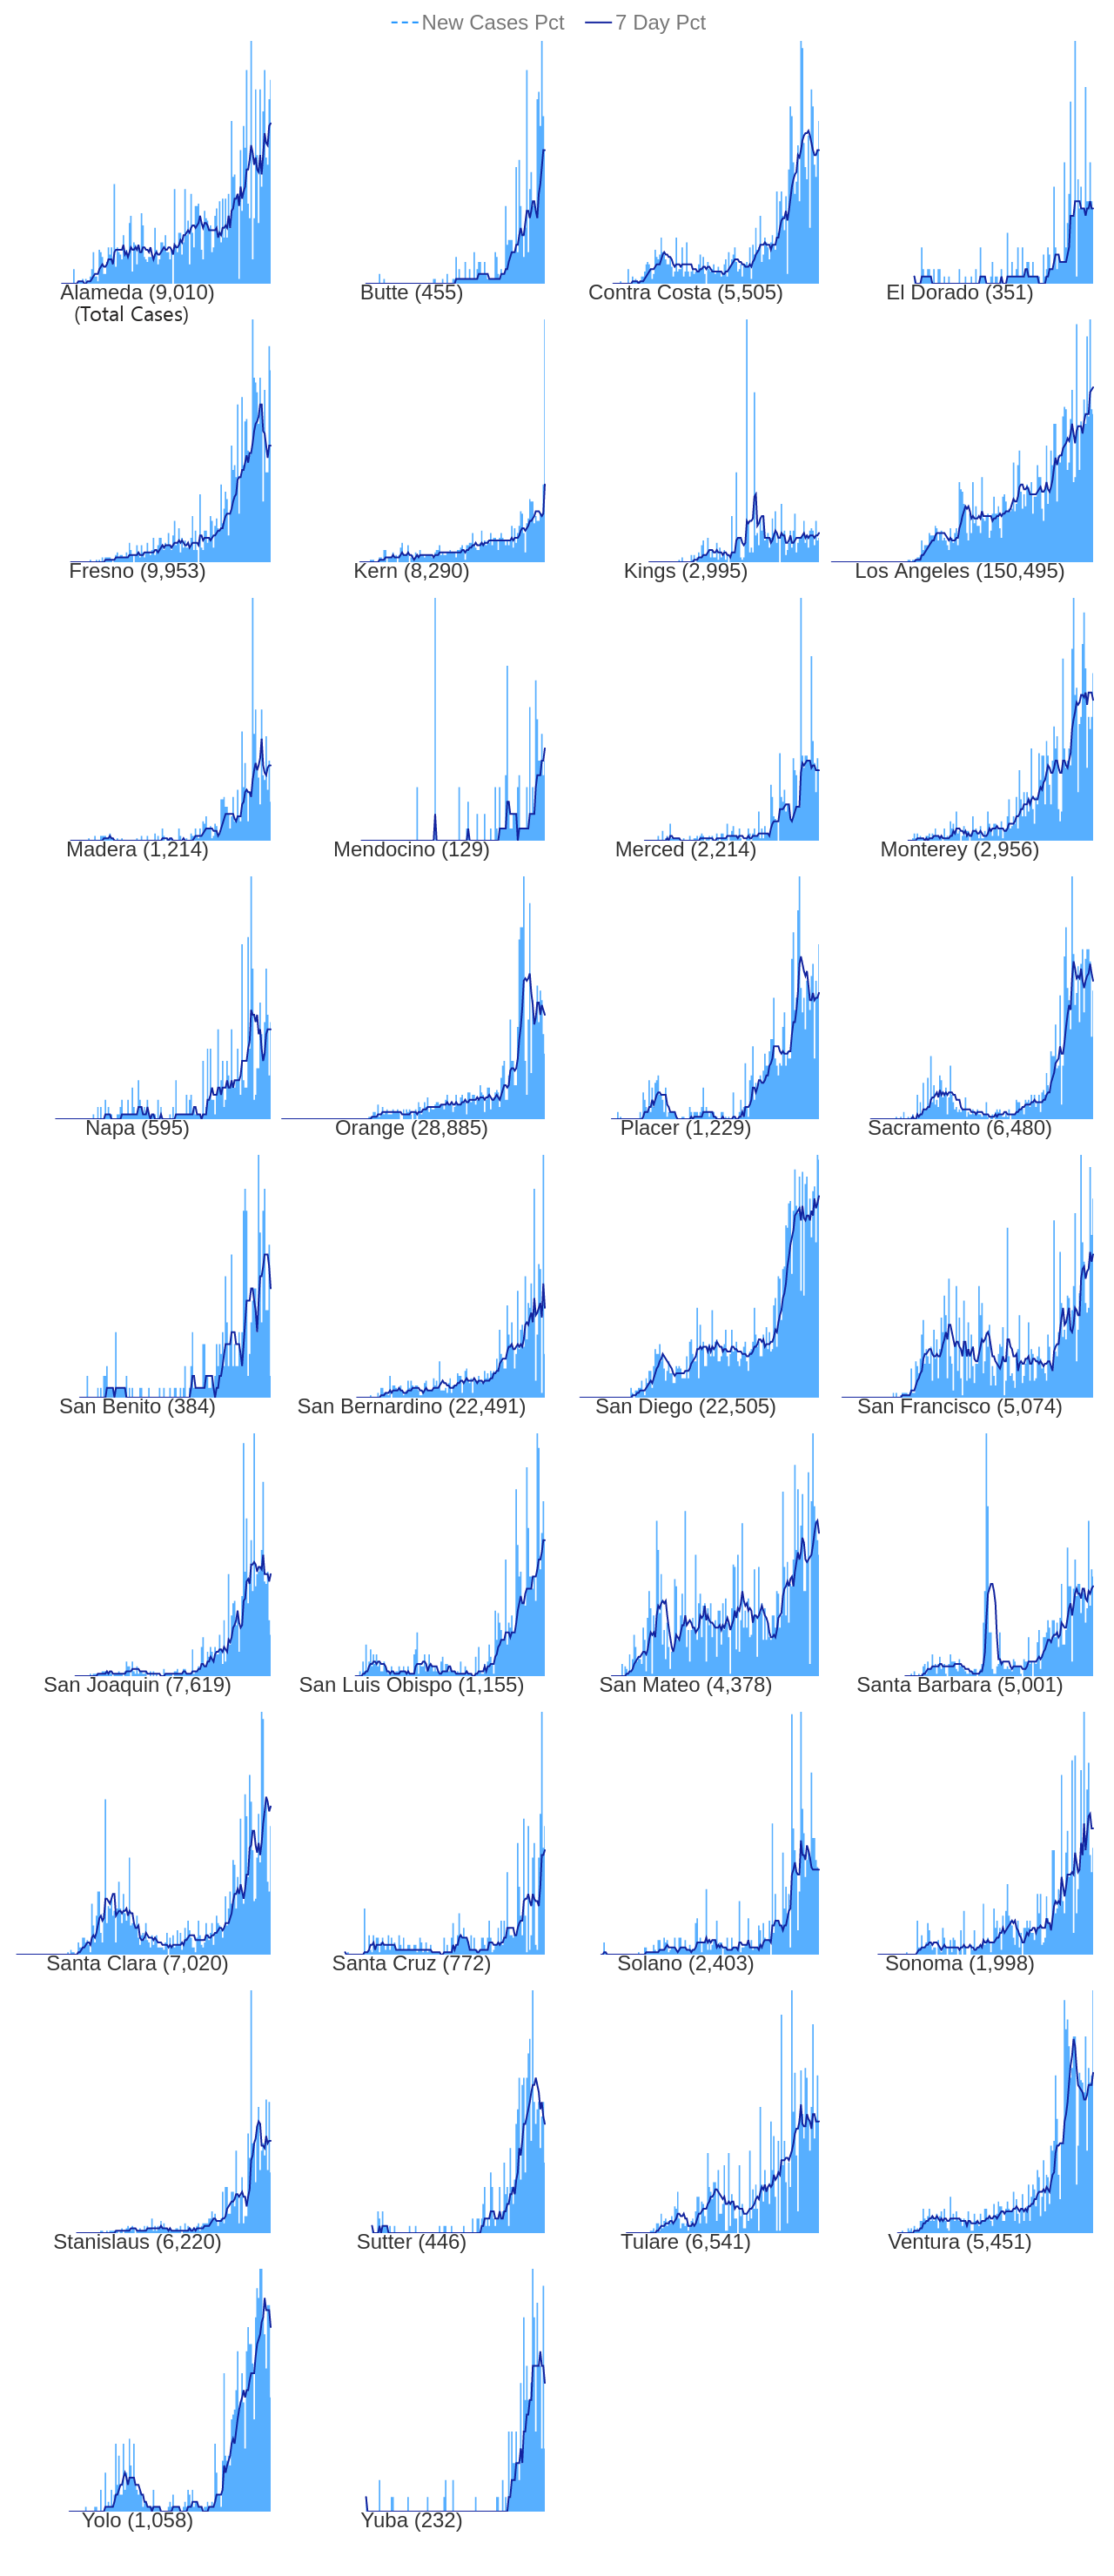 New Cases Pct 7 Day Pct
Alameda (9,010) Butte (455) Contra Costa (5,505) El Dorado (351)
(Total Cases)
Fresno (9,953) Kern (8,290) Kings (2,995) Los Angeles (150,495)
Madera (1,214) Mendocino (129) Merced (2,214) Monterey (2,956)
Napa (595) Orange (28,885) Placer (1,229) Sacramento (6,480)
San Benito (384) San Bernardino (22,491) San Diego (22,505) San Francisco (5,074)
San Joaquin (7,619) San Luis Obispo (1,155) San Mateo (4,378) Santa Barbara (5,001)
Santa Clara (7,020) Santa Cruz (772) Solano (2,403) Sonoma (1,998)
Stanislaus (6,220) Sutter (446) Tulare (6,541) Ventura (5,451)
Yolo (1,058) Yuba (232)